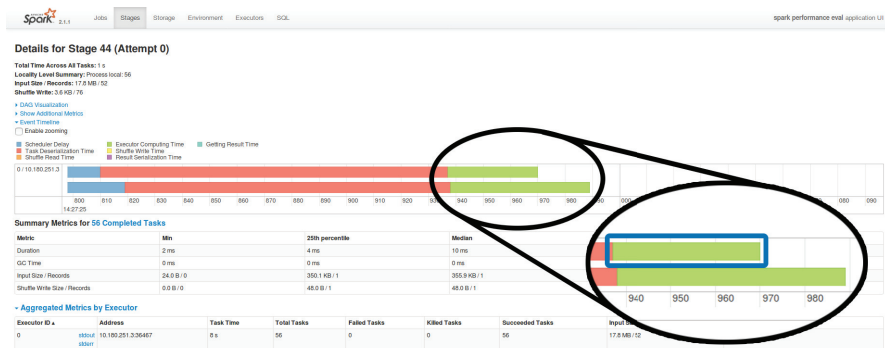 APACHE Spark 2.1.1 Jobs Stages Storage Environment Executors SQL spark performance eval application UI
Details for Stage 44 (Attempt 0)
Total Time Across All Tasks: 1 s
Locality Level Summary: Process local: 56
Input Size / Records: 17.8 MB / 52
Shuffle Write: 3.6 KB / 76
DAG Visualization
Show Additional Metrics
Event Timeline
Enable zooming
Scheduler Delay Executor Computing Time Getting Result Time
Task Deserialization Time Shuffle Write Time
Shuffle Read Time Result Serialization Time
0 / 10.180.251.3
800 810 820 830 840 850 860 870 880 890 900 910 920 940 950 960 970 980 080 090
14:27:25
Summary Metrics for 56 Completed Tasks
Metric Min 25th percentile Median
Duration 2 ms 4 ms 10 ms
GC Time 0 ms 0 ms 0 ms
Input Size / Records 24.0 B / 0 350.1 KB / 1 355.9 KB / 1
Shuffle Write Size / Records 0.0 B / 0 48.0 B / 1 48.0 B / 1
940 950 960 970 980
Aggregated Metrics by Executor
Executor ID Address Task Time Total Tasks Failed Tasks Killed Tasks Succeeded Tasks
0 stdout 10.180.251.3:36467 8 s 56 0 0 56 17.8 MB / 52
stderr